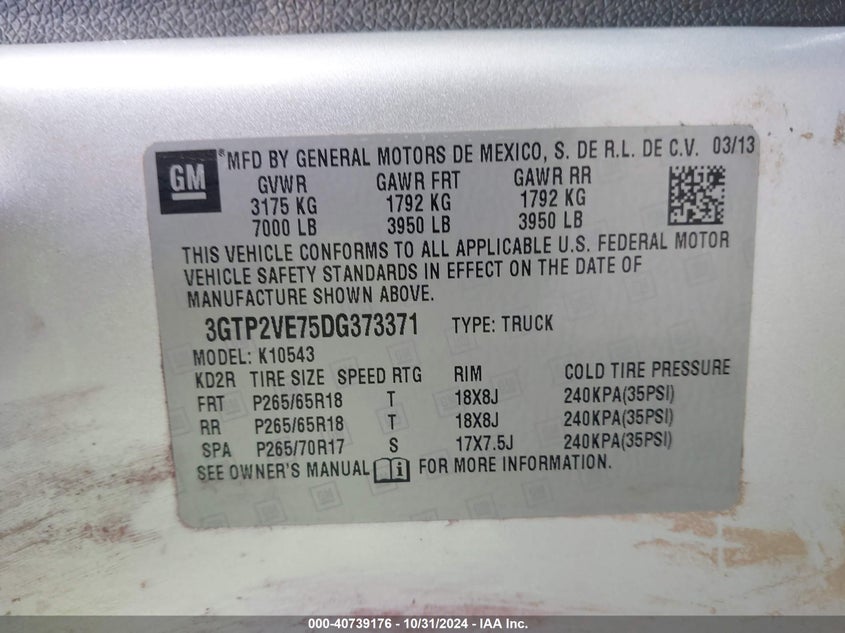 GM ® MFD BY GENERAL MOTORS DE MEXICO, S. DE R.L. DE C.V. 03/13
GVWR GAWR FRT GAWR RR
3175 KG 1792 KG 1792 KG
7000 LB 3950 LB 3950 LB
THIS VEHICLE CONFORMS TO ALL APPLICABLE U.S. FEDERAL MOTOR
VEHICLE SAFETY STANDARDS IN EFFECT ON THE DATE OF
MANUFACTURE SHOWN ABOVE.
3GTP2VE75DG373371 TYPE: TRUCK
MODEL: K10543
KD2R TIRE SIZE SPEED RTG RIM COLD TIRE PRESSURE
FRT P265/65R18 T 18X8J 240KPA(35PSI)
RR P265/65R18 T 18X8J 240KPA(35PSI)
SPA P265/70R17 S 17X7.5J 240KPA(35PSI)
SEE OWNER'S MANUAL i FOR MORE INFORMATION.
000-40739176 - 10/31/2024 - IAA Inc.